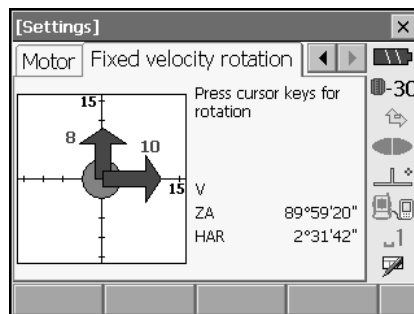 [Settings]
Motor
Fixed velocity rotation
15
8
10
15
Press cursor keys for
rotation
V
ZA 89°59'20"
HAR 2°31'42"
-30
1